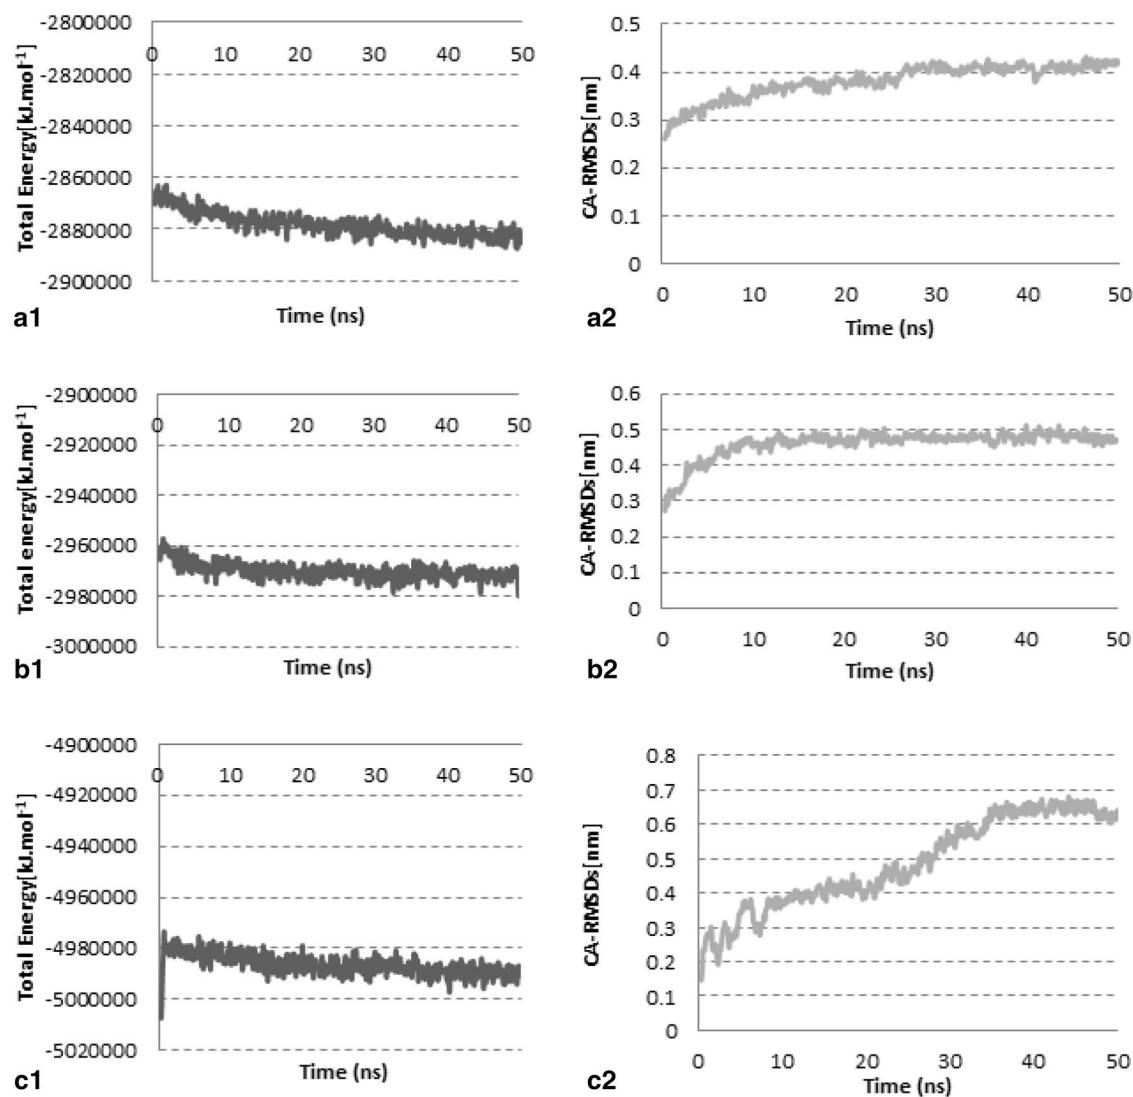 Total Energy[kJ.mol-1]
-2800000
-2820000
-2840000
-2860000
-2880000
-2900000
0 10 20 30 40 50
Time (ns)
a1
CA-RMSDs[nm]
0.5
0.4
0.3
0.2
0.1
0
0 10 20 30 40 50
Time (ns)
a2
Total energy[kJ.mol-1]
-2900000
-2920000
-2940000
-2960000
-2980000
-3000000
0 10 20 30 40 50
Time (ns)
b1
CA-RMSDs[nm]
0.6
0.5
0.4
0.3
0.2
0.1
0
0 10 20 30 40 50
Time (ns)
b2
Total Energy[kJ.mol-1]
-4900000
-4920000
-4940000
-4960000
-4980000
-5000000
-5020000
0 10 20 30 40 50
Time (ns)
c1
CA-RMSDs[nm]
0.8
0.7
0.6
0.5
0.4
0.3
0.2
0.1
0
0 10 20 30 40 50
Time (ns)
c2